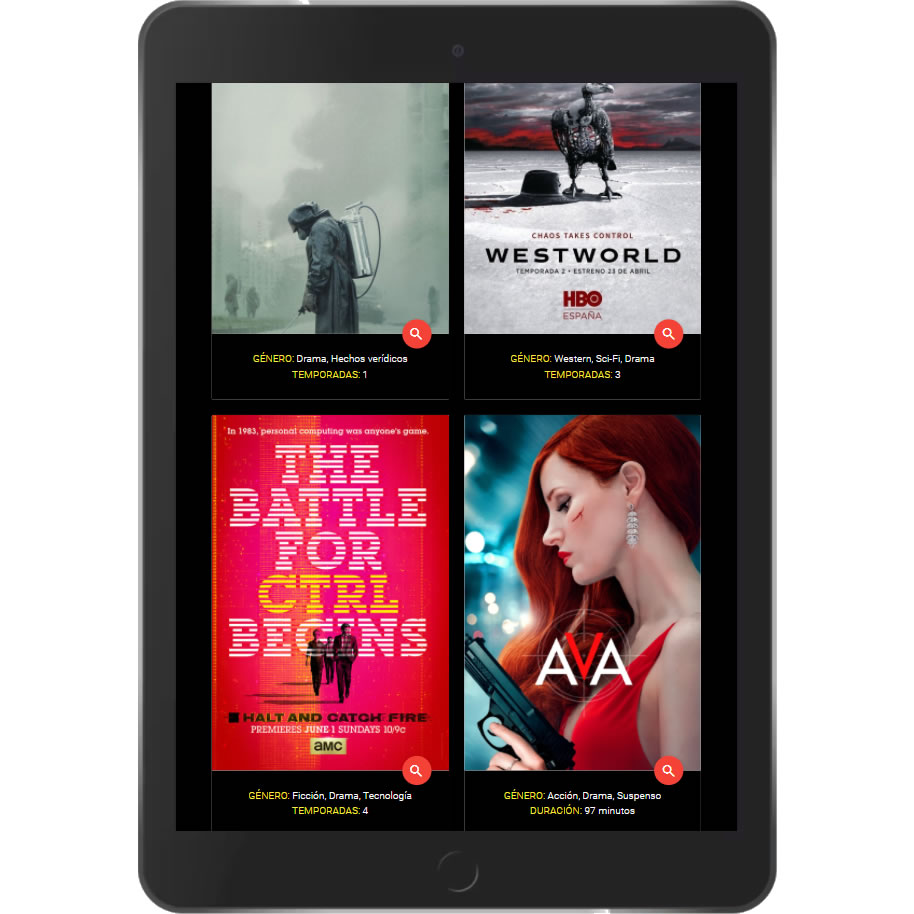 CHAOS TAKES CONTROL
WESTWORLD
TEMPORADA 2 • ESTRENO 23 DE ABRIL
HBO
ESPAÑA
GÉNERO: Drama, Hechos verídicos
TEMPORADAS: 1
GÉNERO: Western, Sci-Fi, Drama
TEMPORADAS: 3
In 1983, personal computing was anyone's game.
THE
BATTLE
FOR
CTRL
BEGINS
HALT AND CATCH FIRE
PREMIERES JUNE 1 SUNDAYS 10/9c
aMC
GÉNERO: Ficción, Drama, Tecnología
TEMPORADAS: 4
AVA
GÉNERO: Acción, Drama, Suspenso
DURACIÓN: 97 minutos